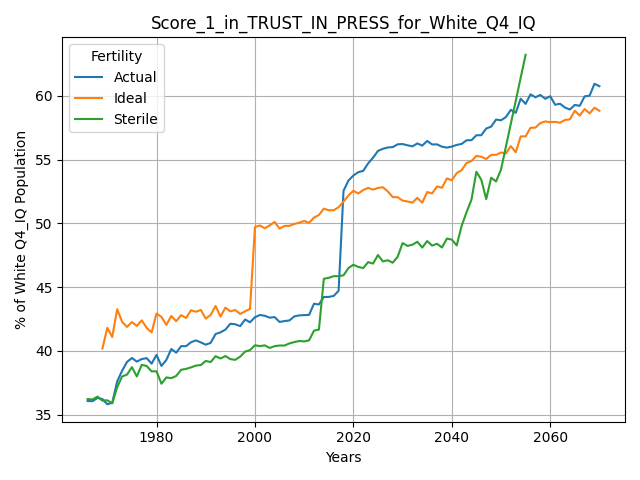 Score_1_in_TRUST_IN_PRESS_for_White_Q4_IQ
Fertility
Actual
Ideal
Sterile
% of White Q4_IQ Population
60
55
50
45
40
35
1980
2000
2020
2040
2060
Years